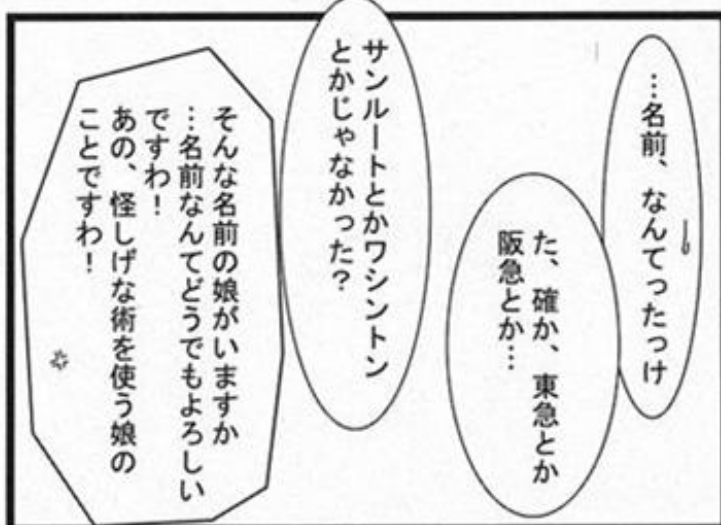 …名前、なんてったっけ
た、確か、東急とか
阪急とか…
サンルートとかワシントン
とかじゃなかった？
そんな名前の娘がいますか
…名前なんてどうでもよろしい
ですわ！
あの、怪しげな術を使う娘の
ことですわ！